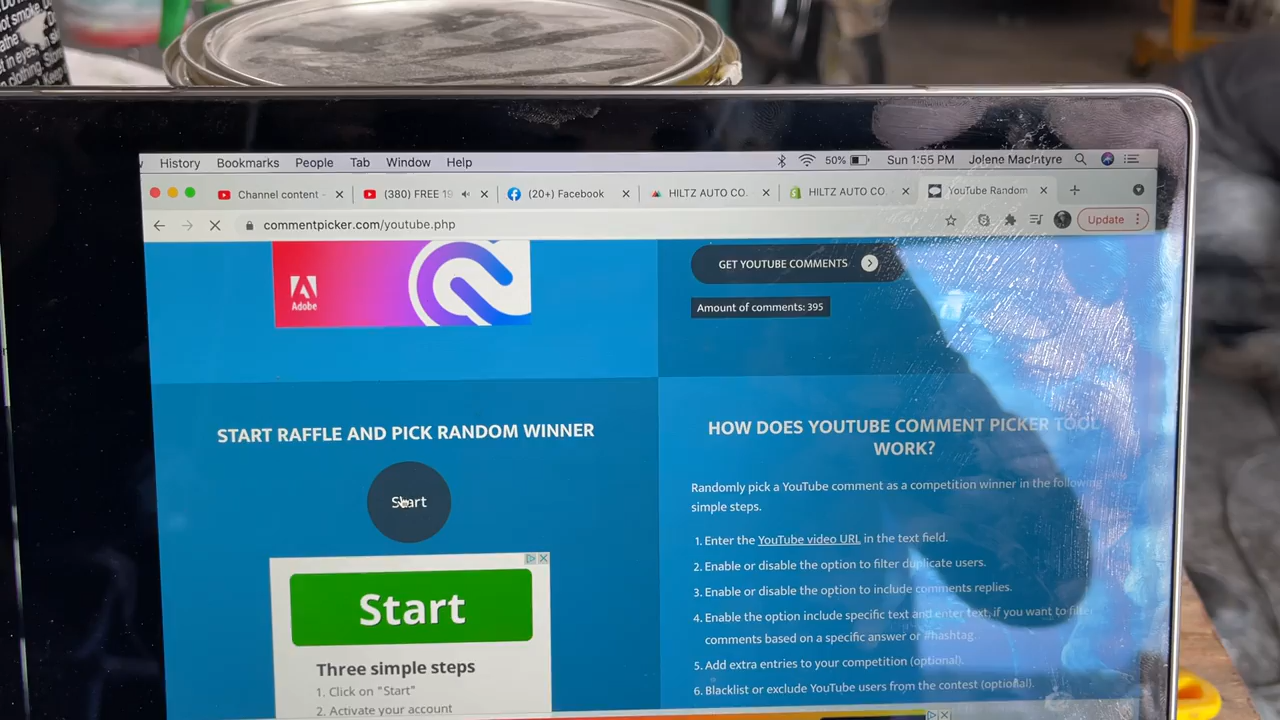 not smoke.
in eyes,
clothing.
History Bookmarks People Tab Window Help 50% Sun 1:55 PM Jolene MacIntyre
Channel content - (380) FREE 19 (20+) Facebook HILTZ AUTO CO. HILTZ AUTO CO. YouTube Random
commentpicker.com/youtube.php Update
Adobe
GET YOUTUBE COMMENTS
Amount of comments: 395
START RAFFLE AND PICK RANDOM WINNER
Start
Start
Three simple steps
1. Click on "Start"
2. Activate your account
HOW DOES YOUTUBE COMMENT PICKER TOOL
WORK?
Randomly pick a YouTube comment as a competition winner in the following
simple steps.
1. Enter the YouTube video URL in the text field.
2. Enable or disable the option to filter duplicate users.
3. Enable or disable the option to include comments replies.
4. Enable the option include specific text and enter text, if you want to filter
comments based on a specific answer or #hashtag.
5. Add extra entries to your competition (optional).
6. Blacklist or exclude YouTube users from the contest (optional).